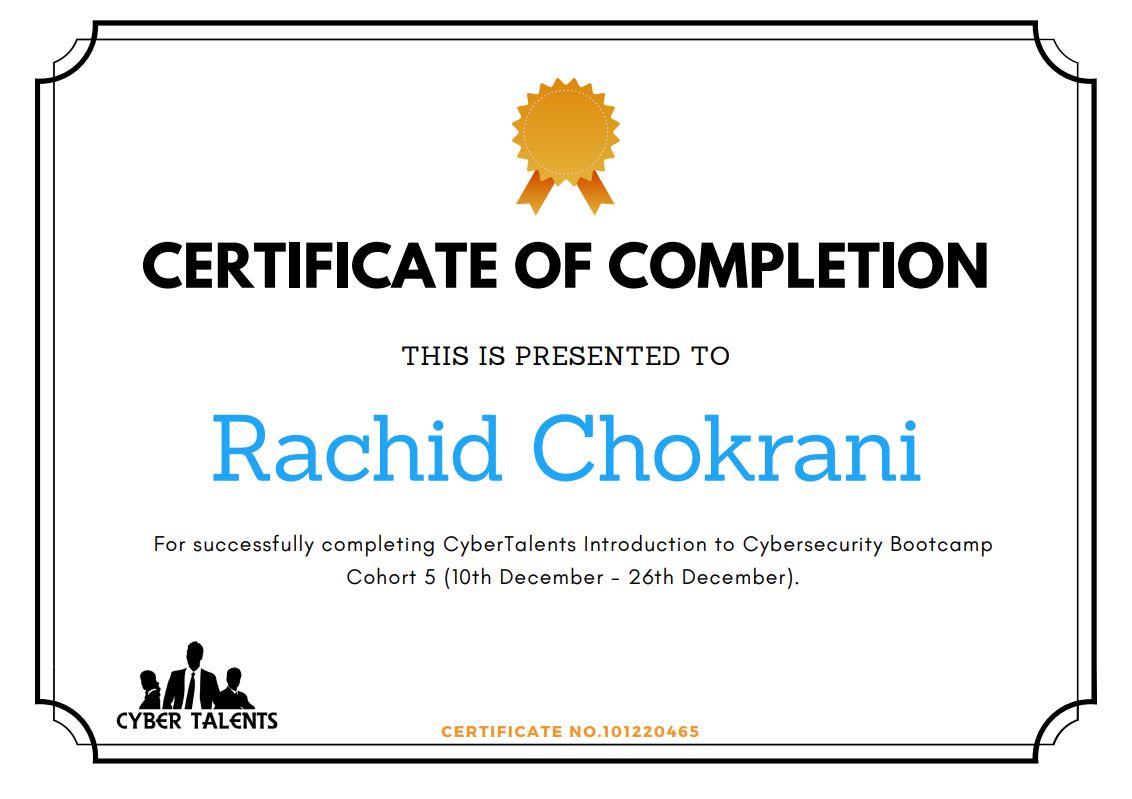 CERTIFICATE OF COMPLETION
THIS IS PRESENTED TO
Rachid Chokrani
For successfully completing CyberTalents Introduction to Cybersecurity Bootcamp
Cohort 5 (10th December - 26th December).
CYBER TALENTS
CERTIFICATE NO.101220465